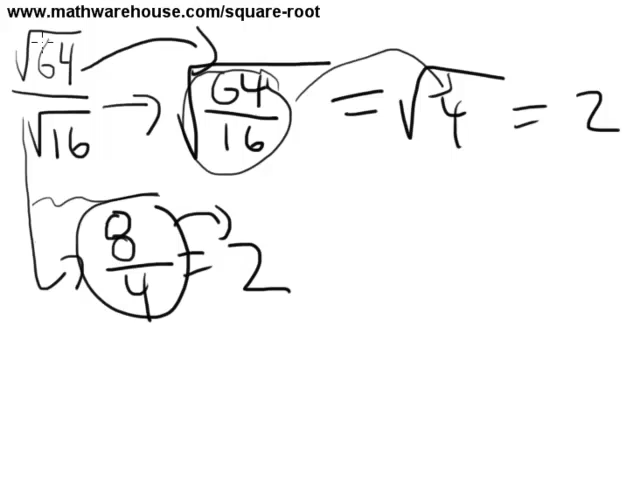 www.mathwarehouse.com/square-root
√64 / √16 → √(64/16) = √4 = 2
8/4 = 2